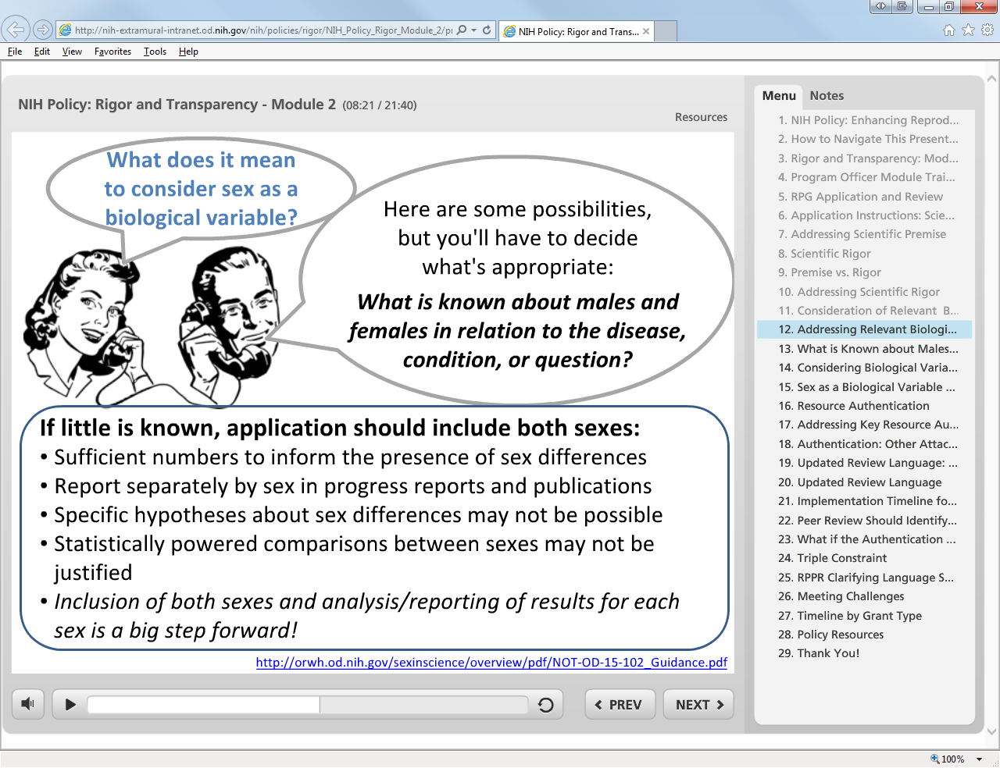 http://nih-extramural-intranet.od.nih.gov/nih/policies/rigor/NIH_Policy_Rigor_Module_2/p
NIH Policy: Rigor and Trans...
File Edit View Favorites Tools Help
NIH Policy: Rigor and Transparency - Module 2 (08:21 / 21:40)
Resources
What does it mean
to consider sex as a
biological variable?
Here are some possibilities,
but you'll have to decide
what's appropriate:
What is known about males and
females in relation to the disease,
condition, or question?
If little is known, application should include both sexes:
• Sufficient numbers to inform the presence of sex differences
• Report separately by sex in progress reports and publications
• Specific hypotheses about sex differences may not be possible
• Statistically powered comparisons between sexes may not be
justified
• Inclusion of both sexes and analysis/reporting of results for each
sex is a big step forward!
http://orwh.od.nih.gov/sexinscience/overview/pdf/NOT-OD-15-102_Guidance.pdf
PREV
NEXT
Menu Notes
1. NIH Policy: Enhancing Reprod...
2. How to Navigate This Present...
3. Rigor and Transparency: Mod...
4. Program Officer Module Trai...
5. RPG Application and Review
6. Application Instructions: Scie...
7. Addressing Scientific Premise
8. Scientific Rigor
9. Premise vs. Rigor
10. Addressing Scientific Rigor
11. Consideration of Relevant B...
12. Addressing Relevant Biologi...
13. What is Known about Males...
14. Considering Biological Varia...
15. Sex as a Biological Variable ...
16. Resource Authentication
17. Addressing Key Resource Au...
18. Authentication: Other Attac...
19. Updated Review Language: ...
20. Updated Review Language
21. Implementation Timeline fo...
22. Peer Review Should Identify...
23. What if the Authentication ...
24. Triple Constraint
25. RPPR Clarifying Language S...
26. Meeting Challenges
27. Timeline by Grant Type
28. Policy Resources
29. Thank You!
100%